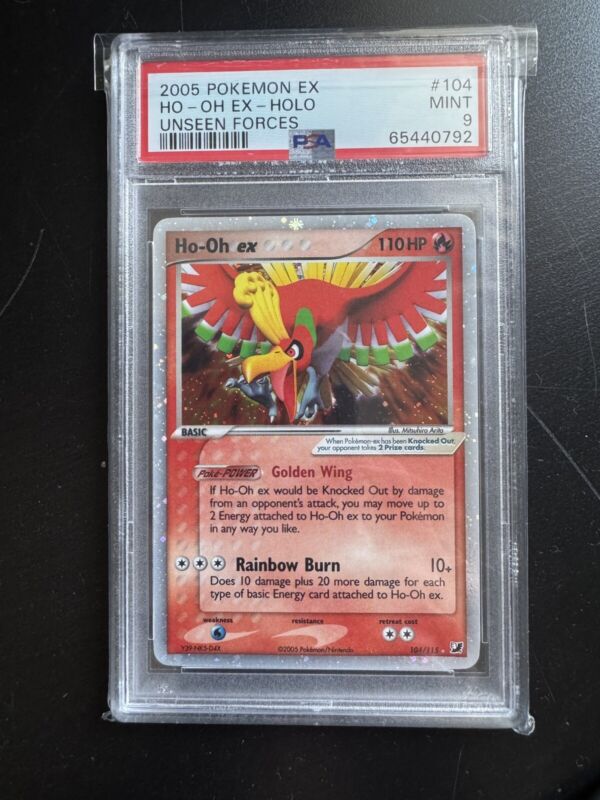 2005 POKEMON EX #104
HO - OH EX - HOLO MINT
UNSEEN FORCES 9
PSA 65440792
Ho-Oh ex 110 HP
BASIC Illus. Mitsuhiro Arita
When Pokémon-ex has been Knocked Out,
your opponent takes 2 Prize cards.
Poké-POWER Golden Wing
If Ho-Oh ex would be Knocked Out by damage
from an opponent's attack, you may move up to
2 Energy attached to Ho-Oh ex to your Pokémon
in any way you like.
Rainbow Burn 10+
Does 10 damage plus 20 more damage for each
type of basic Energy card attached to Ho-Oh ex.
weakness resistance retreat cost
©2005 Pokémon/Nintendo 104/115